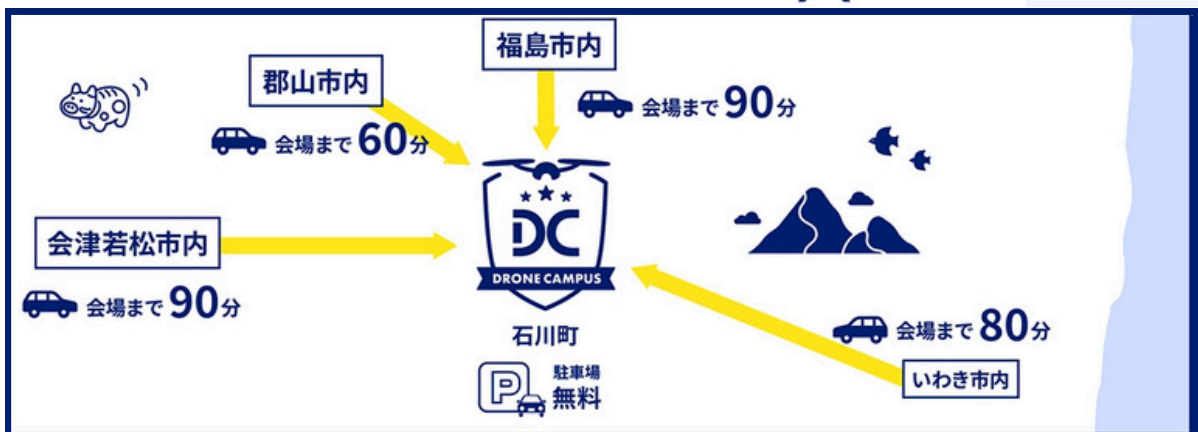 福島市内
会場まで90分
郡山市内
会場まで60分
会津若松市内
会場まで90分
DC
DRONE CAMPUS
石川町
P
駐車場
無料
会場まで80分
いわき市内